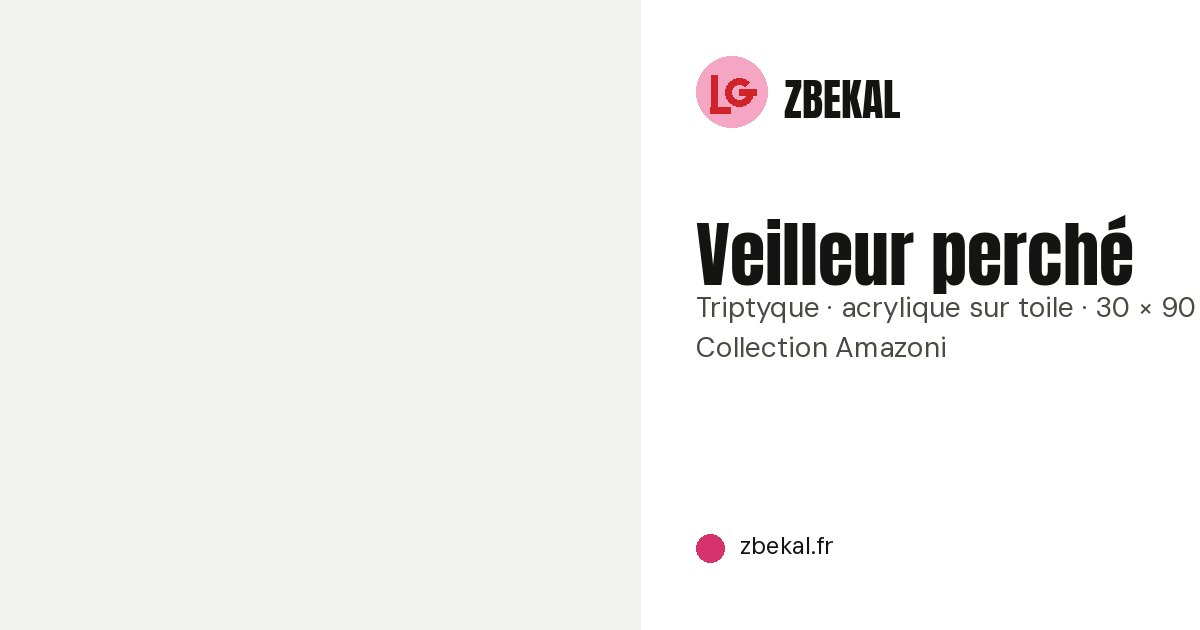 LG ZBEKAL
Veilleur perché
Triptyque · acrylique sur toile · 30 × 90
Collection Amazoni
zbekal.fr